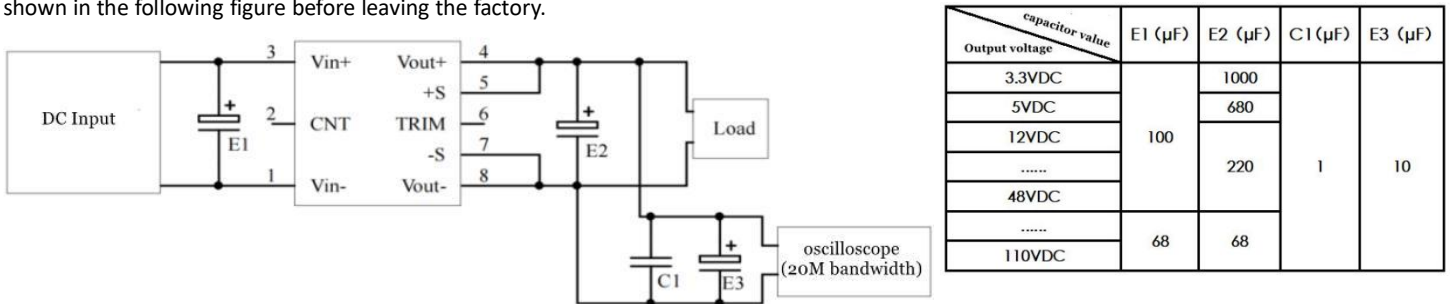 shown in the following figure before leaving the factory.
DC Input
E1
+
3 Vin+ Vout+ 4
+S 5
2 CNT TRIM 6
-S 7
1 Vin- Vout- 8
+
E2
Load
C1
+
E3
oscilloscope
(20M bandwidth)
capacitor value
Output voltage
E1 (μF) E2 (μF) C1(μF) E3 (μF)
3.3VDC 1000
5VDC 680
12VDC 100
...... 220 1 10
48VDC
...... 68 68
110VDC